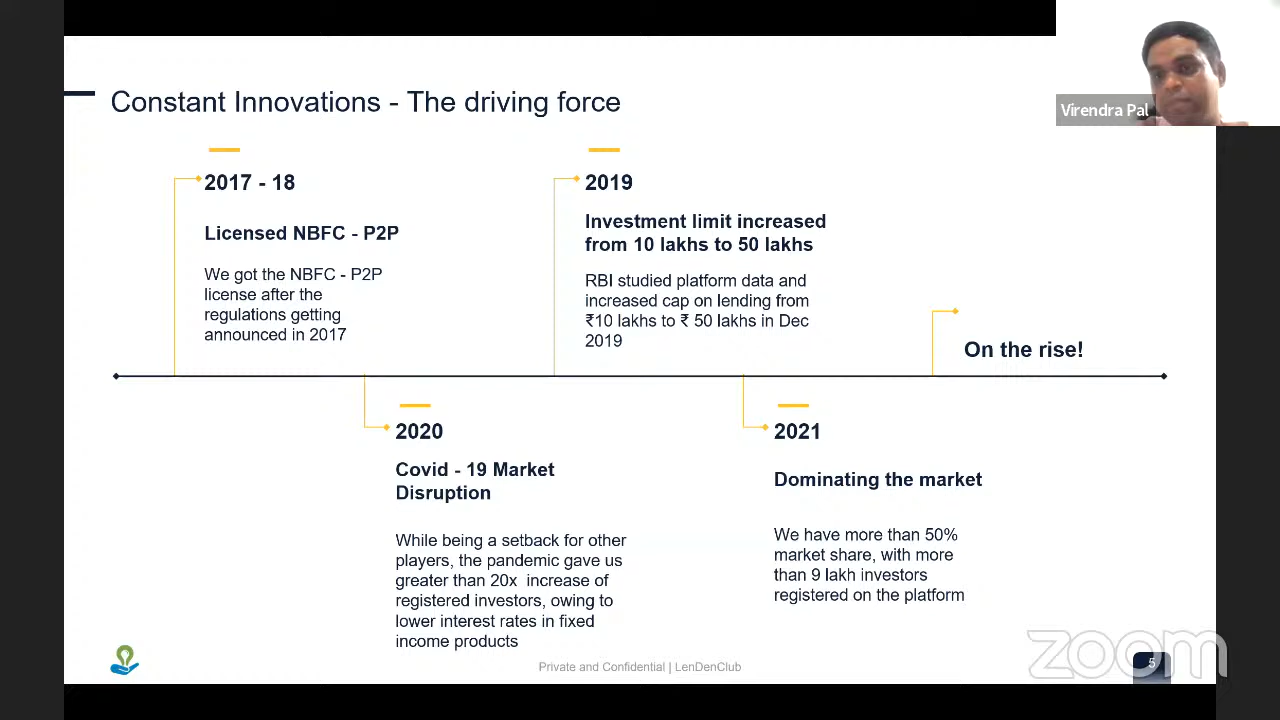 Constant Innovations - The driving force
Virendra Pal
2017 - 18
Licensed NBFC - P2P
We got the NBFC - P2P
license after the
regulations getting
announced in 2017
2019
Investment limit increased
from 10 lakhs to 50 lakhs
RBI studied platform data and
increased cap on lending from
₹10 lakhs to ₹ 50 lakhs in Dec
2019
On the rise!
2020
Covid - 19 Market
Disruption
While being a setback for other
players, the pandemic gave us
greater than 20x  increase of
registered investors, owing to
lower interest rates in fixed
income products
2021
Dominating the market
We have more than 50%
market share, with more
than 9 lakh investors
registered on the platform
Private and Confidential | LenDenClub
5
zoom